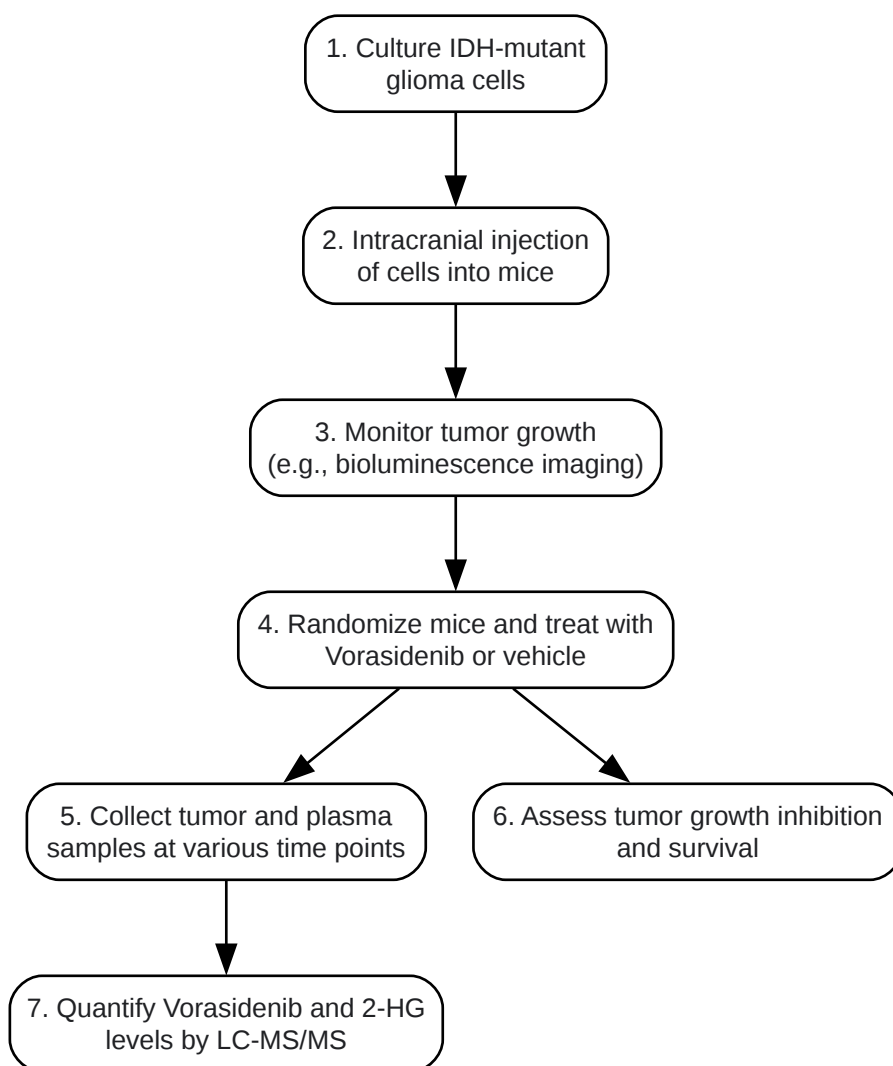 1. Culture IDH-mutant
glioma cells
2. Intracranial injection
of cells into mice
3. Monitor tumor growth
(e.g., bioluminescence imaging)
4. Randomize mice and treat with
Vorasidenib or vehicle
5. Collect tumor and plasma
samples at various time points
6. Assess tumor growth inhibition
and survival
7. Quantify Vorasidenib and 2-HG
levels by LC-MS/MS